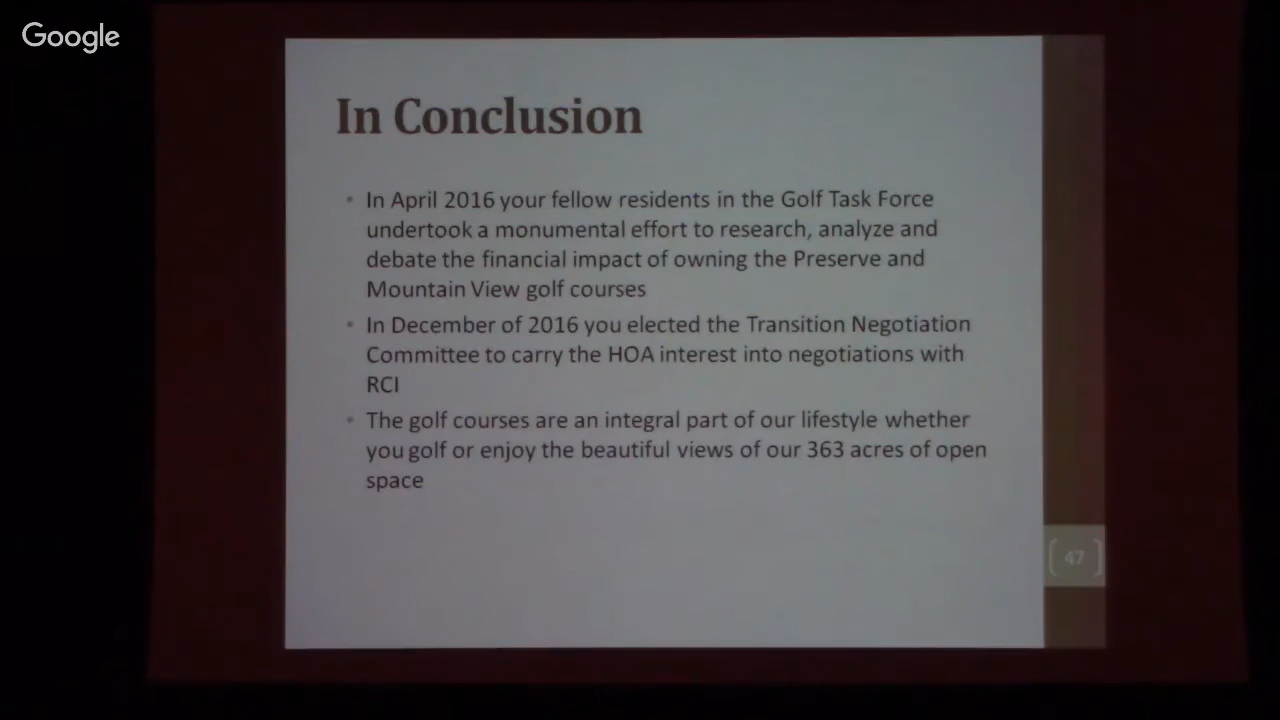 Google
In Conclusion
• In April 2016 your fellow residents in the Golf Task Force
undertook a monumental effort to research, analyze and
debate the financial impact of owning the Preserve and
Mountain View golf courses
• In December of 2016 you elected the Transition Negotiation
Committee to carry the HOA interest into negotiations with
RCI
• The golf courses are an integral part of our lifestyle whether
you golf or enjoy the beautiful views of our 363 acres of open
space
[ 47 ]